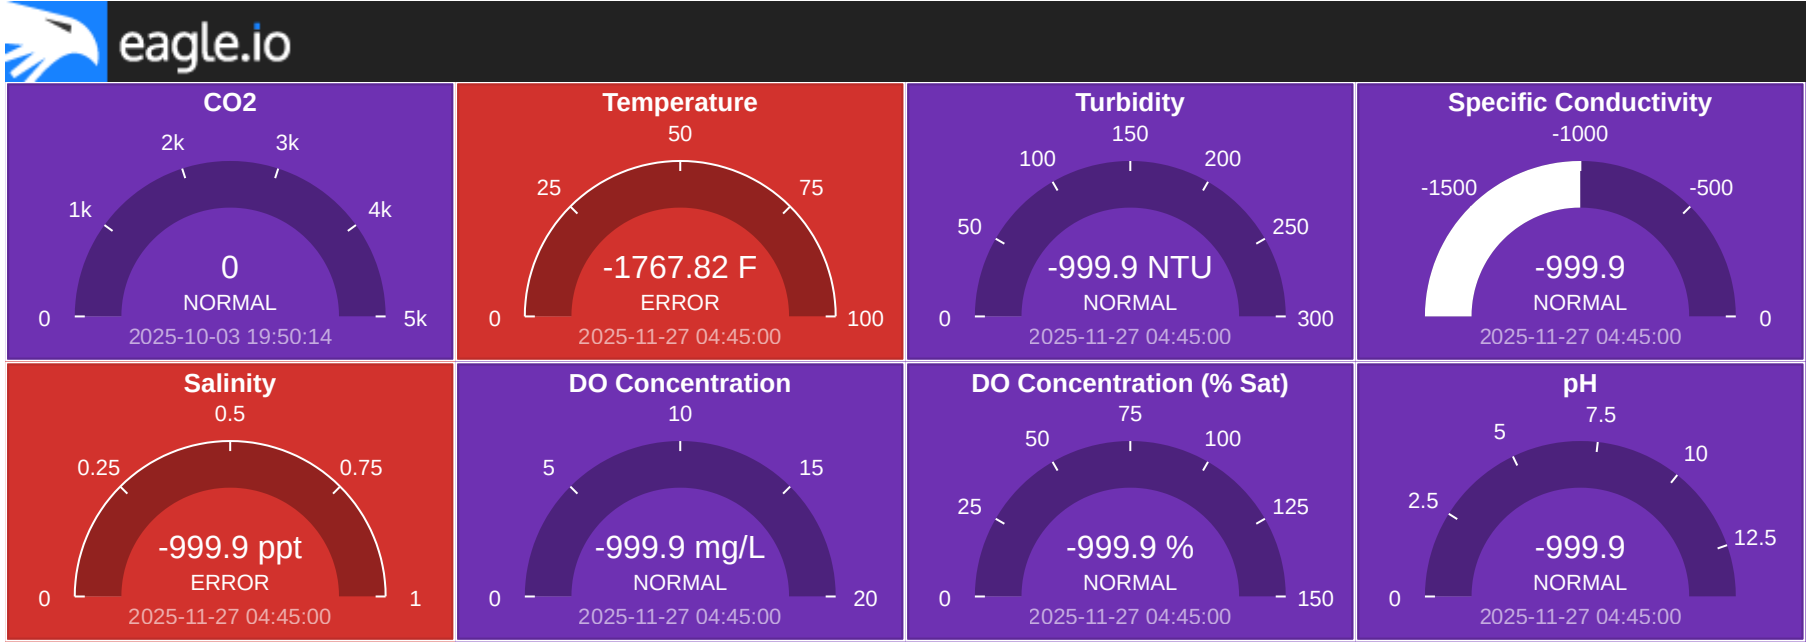 eagle.io
CO2
2k
3k
1k
4k
0
NORMAL
0
5k
2025-10-03 19:50:14
Temperature
50
25
75
-1767.82 F
ERROR
0
100
2025-11-27 04:45:00
Turbidity
150
100
200
50
250
-999.9 NTU
NORMAL
0
300
2025-11-27 04:45:00
Specific Conductivity
-1000
-1500
-500
-999.9
NORMAL
0
2025-11-27 04:45:00
Salinity
0.5
0.25
0.75
-999.9 ppt
ERROR
0
1
2025-11-27 04:45:00
DO Concentration
10
5
15
-999.9 mg/L
NORMAL
0
20
2025-11-27 04:45:00
DO Concentration (% Sat)
75
50
100
25
125
-999.9 %
NORMAL
0
150
2025-11-27 04:45:00
pH
7.5
5
10
2.5
12.5
-999.9
NORMAL
0
2025-11-27 04:45:00